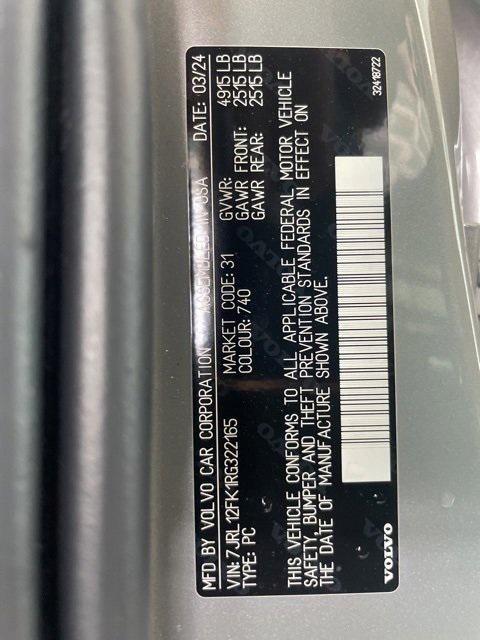 MFD BY VOLVO CAR CORPORATION ASSEMBLED IN USA DATE: 03/24
VIN: 7JRL12FK1RG322165
TYPE: PC
MARKET CODE: 31
COLOUR: 740
GVWR: 4915 LB
GAWR FRONT: 2515 LB
GAWR REAR: 2515 LB
THIS VEHICLE CONFORMS TO ALL APPLICABLE FEDERAL MOTOR VEHICLE
SAFETY, BUMPER AND THEFT PREVENTION STANDARDS IN EFFECT ON
THE DATE OF MANUFACTURE SHOWN ABOVE.
VOLVO
32418722